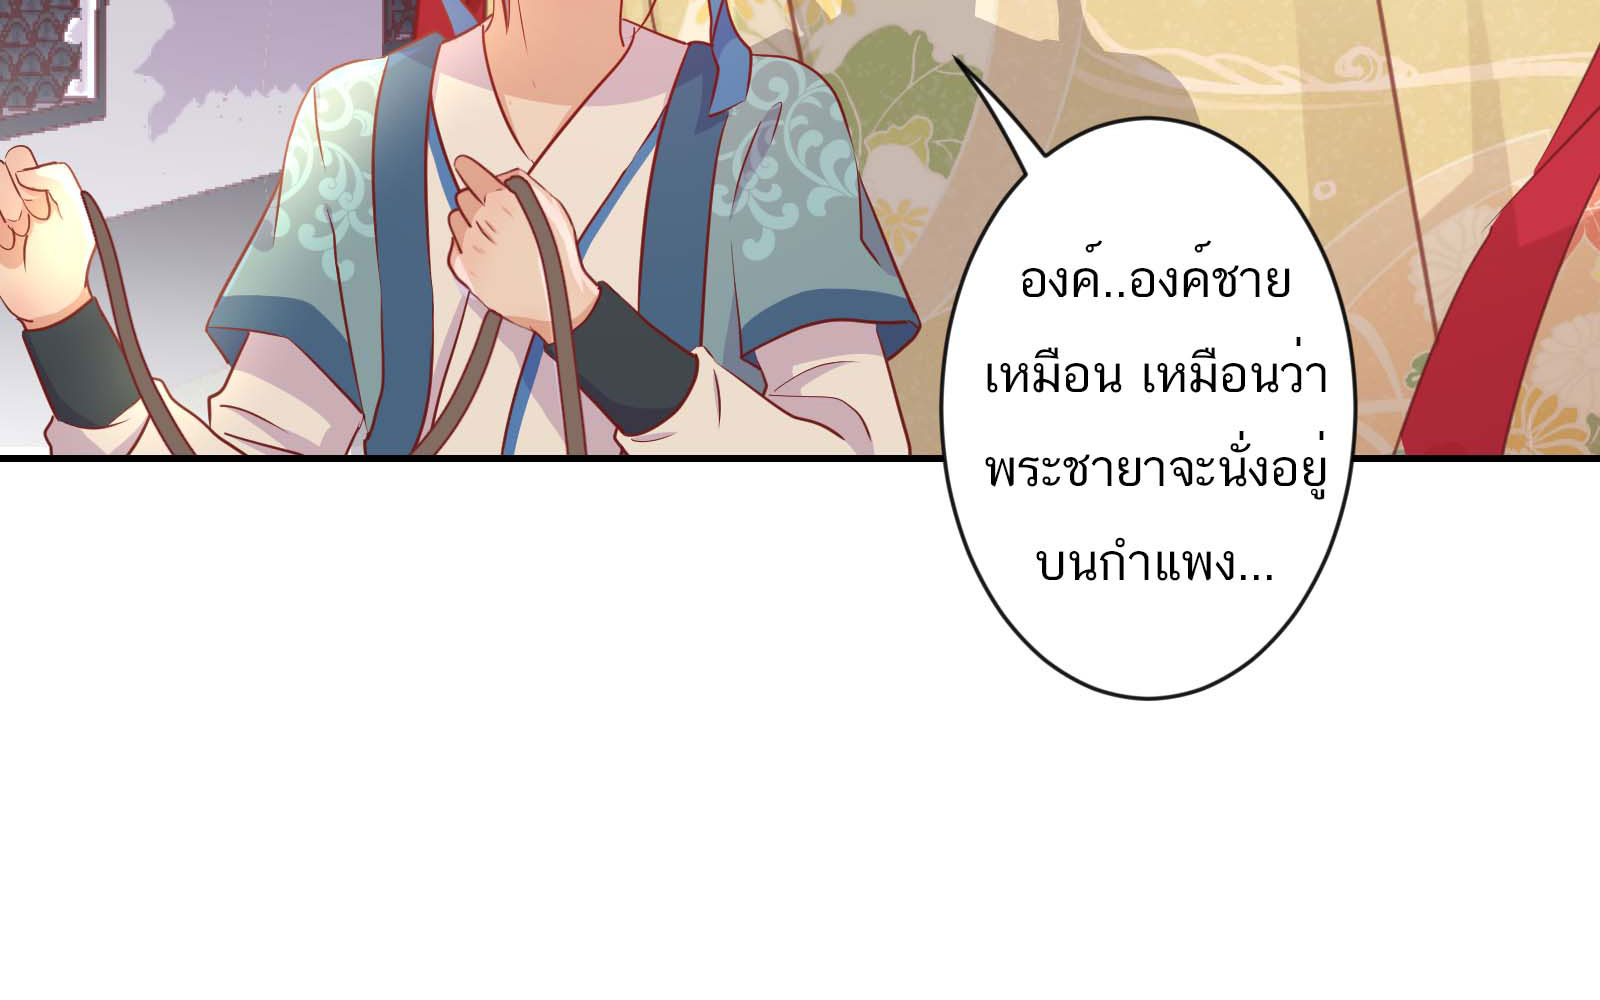 องค์..องค์ชาย
เหมือน เหมือนว่า
พระชายาจะนั่งอยู่
บนกำแพง...